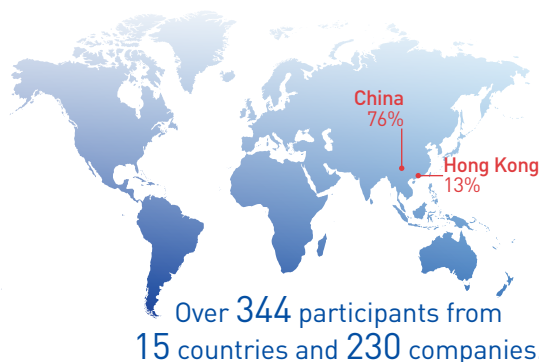 China
76%
Hong Kong
13%
Over 344 participants from
15 countries and 230 companies